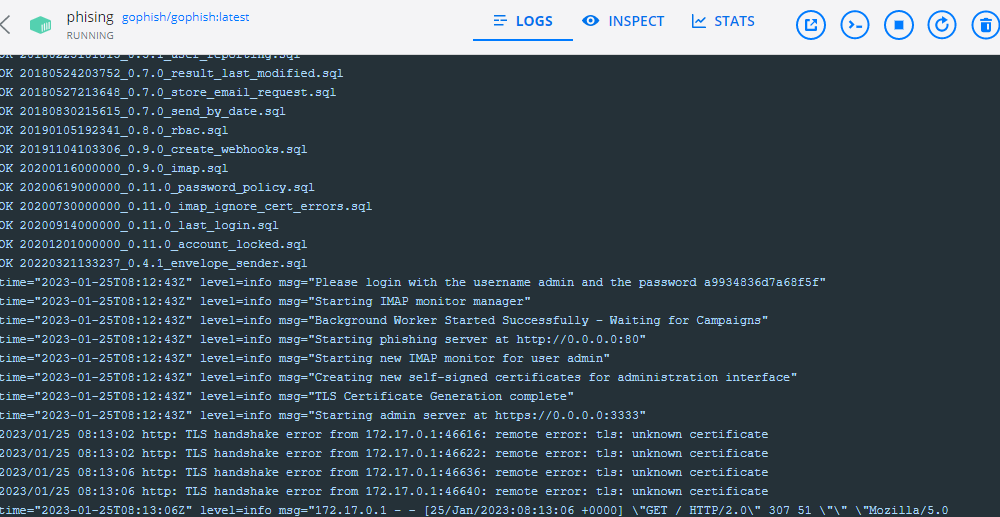 phising gophish/gophish:latest
RUNNING
LOGS
INSPECT
STATS
OK 20180524203752_0.7.0_result_last_modified.sql
OK 20180527213648_0.7.0_store_email_request.sql
OK 20180830215615_0.7.0_send_by_date.sql
OK 20190105192341_0.8.0_rbac.sql
OK 20191104103306_0.9.0_create_webhooks.sql
OK 20200116000000_0.9.0_imap.sql
OK 20200619000000_0.11.0_password_policy.sql
OK 20200730000000_0.11.0_imap_ignore_cert_errors.sql
OK 20200914000000_0.11.0_last_login.sql
OK 20201201000000_0.11.0_account_locked.sql
OK 20220321133237_0.4.1_envelope_sender.sql
time="2023-01-25T08:12:43Z" level=info msg="Please login with the username admin and the password a9934836d7a68f5f"
time="2023-01-25T08:12:43Z" level=info msg="Starting IMAP monitor manager"
time="2023-01-25T08:12:43Z" level=info msg="Background Worker Started Successfully - Waiting for Campaigns"
time="2023-01-25T08:12:43Z" level=info msg="Starting phishing server at http://0.0.0.0:80"
time="2023-01-25T08:12:43Z" level=info msg="Starting new IMAP monitor for user admin"
time="2023-01-25T08:12:43Z" level=info msg="Creating new self-signed certificates for administration interface"
time="2023-01-25T08:12:43Z" level=info msg="TLS Certificate Generation complete"
time="2023-01-25T08:12:43Z" level=info msg="Starting admin server at https://0.0.0.0:3333"
2023/01/25 08:13:02 http: TLS handshake error from 172.17.0.1:46616: remote error: tls: unknown certificate
2023/01/25 08:13:02 http: TLS handshake error from 172.17.0.1:46622: remote error: tls: unknown certificate
2023/01/25 08:13:06 http: TLS handshake error from 172.17.0.1:46636: remote error: tls: unknown certificate
2023/01/25 08:13:06 http: TLS handshake error from 172.17.0.1:46640: remote error: tls: unknown certificate
time="2023-01-25T08:13:06Z" level=info msg="172.17.0.1 - - [25/Jan/2023:08:13:06 +0000] \"GET / HTTP/2.0\" 307 51 \"\" \"Mozilla/5.0